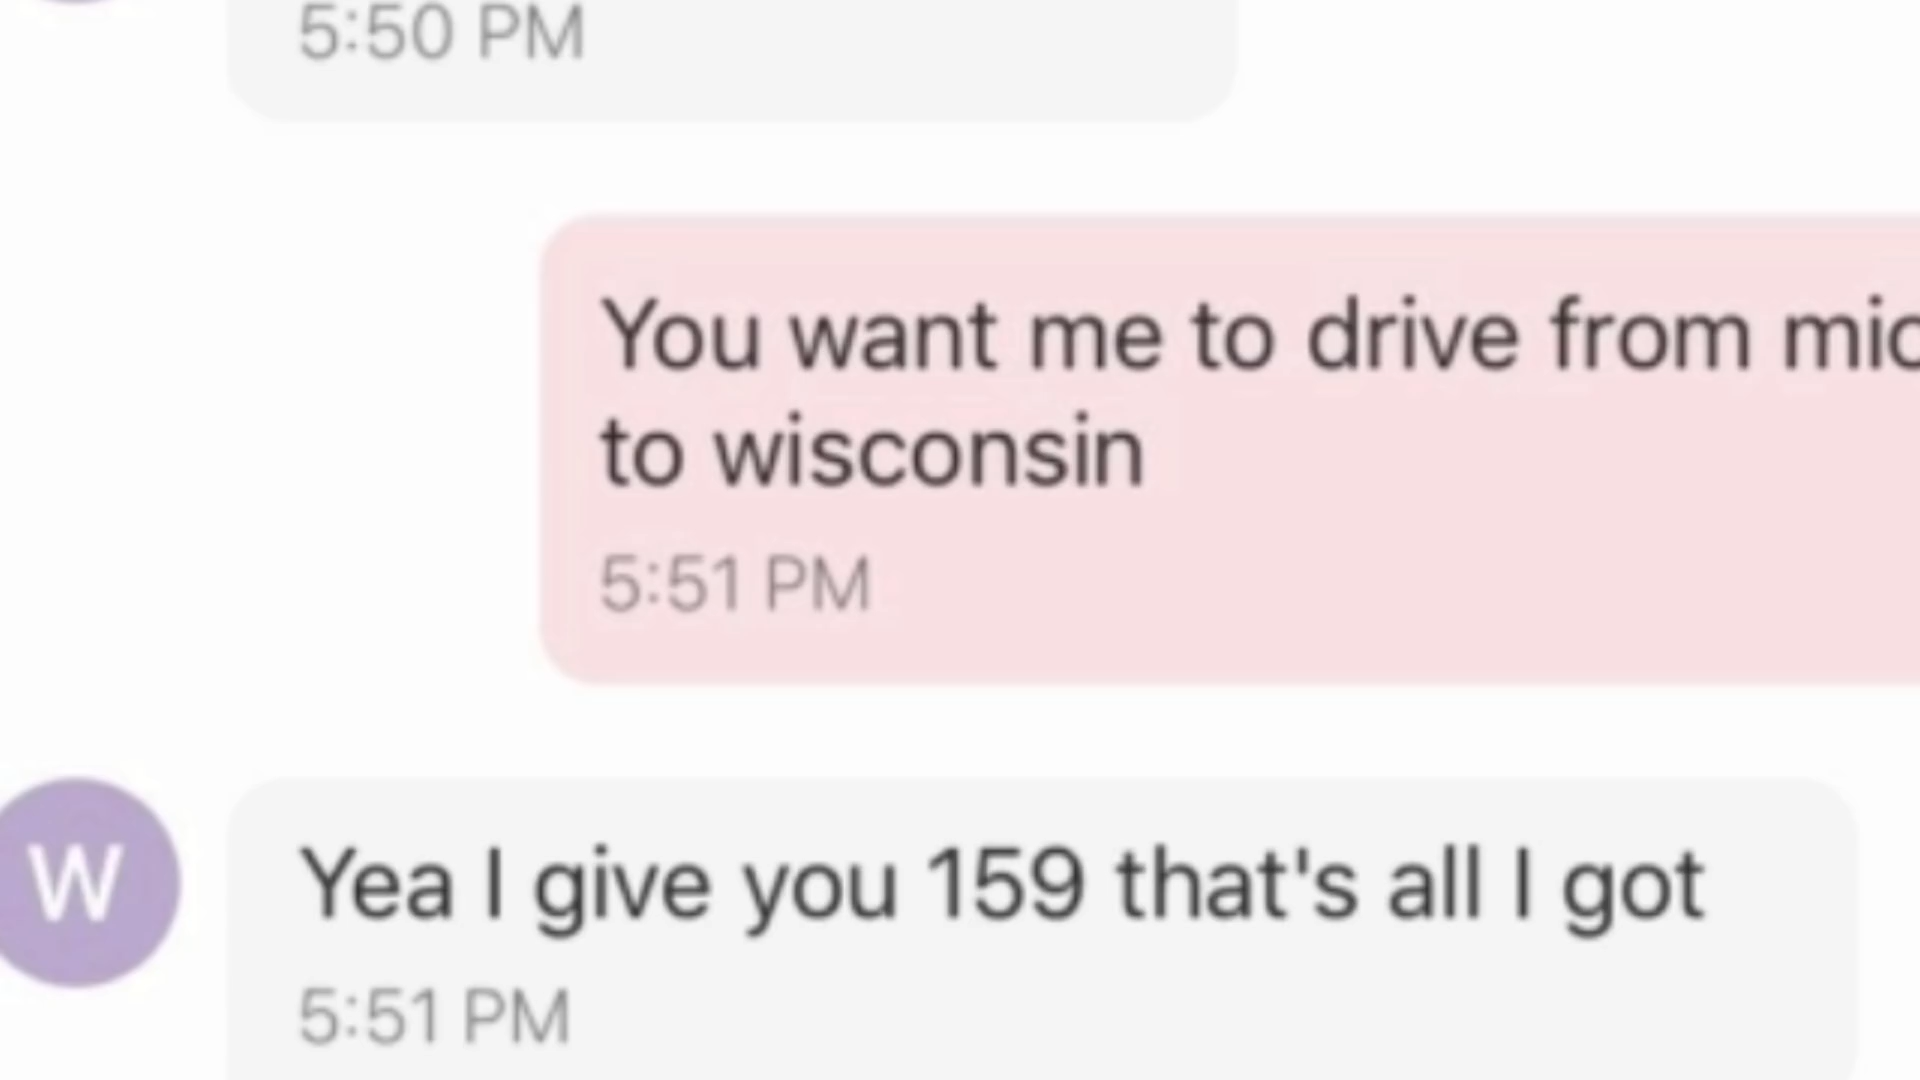 5:50 PM
You want me to drive from mic
to wisconsin
5:51 PM
W
Yea I give you 159 that's all I got
5:51 PM